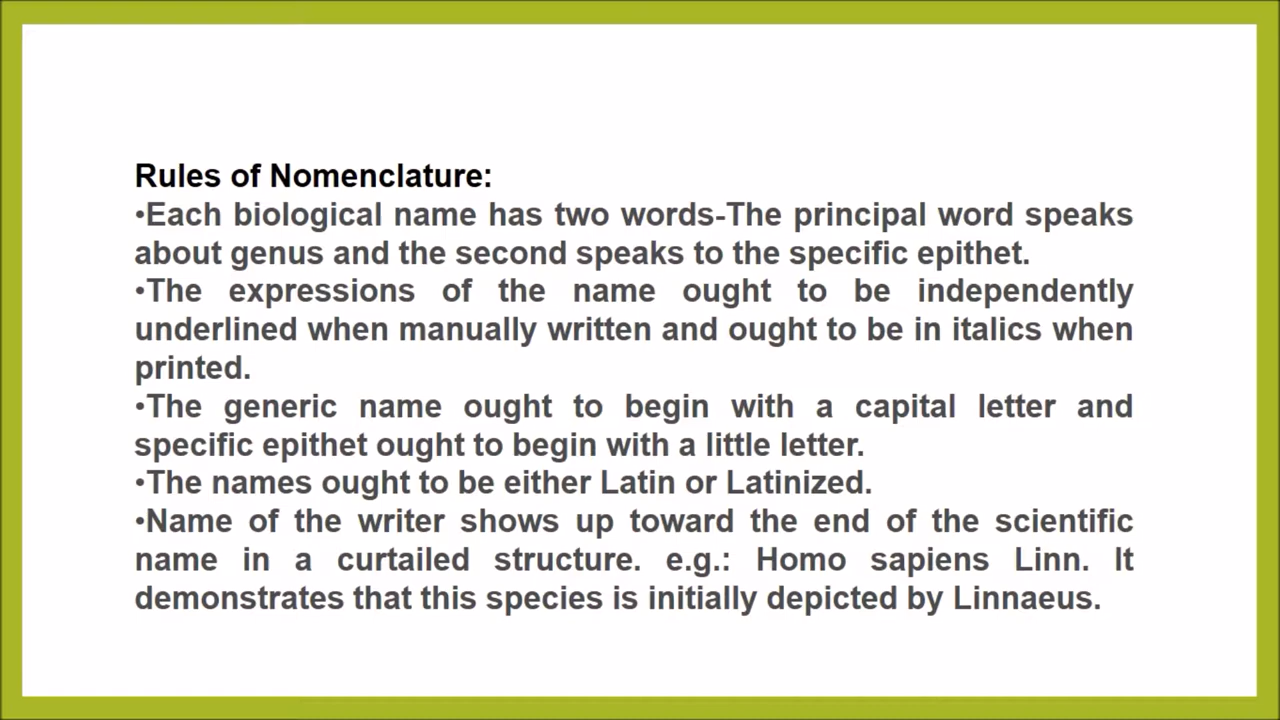 Rules of Nomenclature:
•Each biological name has two words-The principal word speaks
about genus and the second speaks to the specific epithet.
•The expressions of the name ought to be independently
underlined when manually written and ought to be in italics when
printed.
•The generic name ought to begin with a capital letter and
specific epithet ought to begin with a little letter.
•The names ought to be either Latin or Latinized.
•Name of the writer shows up toward the end of the scientific
name in a curtailed structure. e.g.: Homo sapiens Linn. It
demonstrates that this species is initially depicted by Linnaeus.